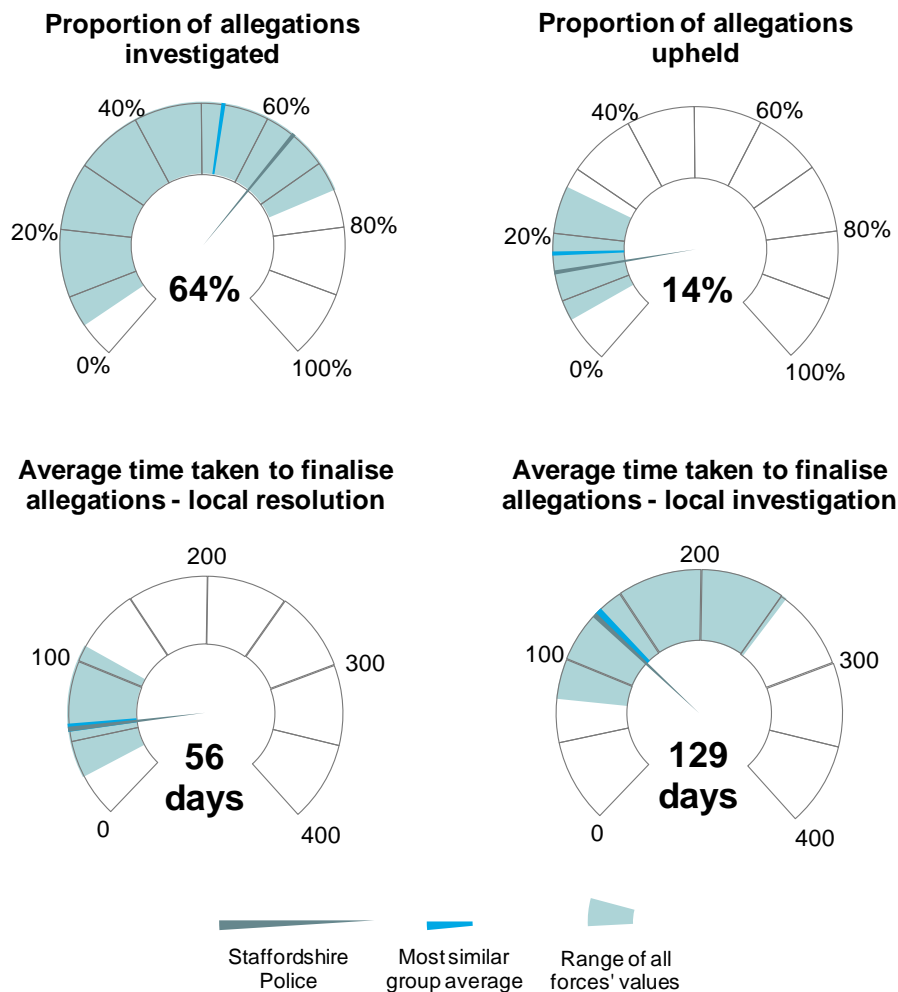 Proportion of allegations
investigated
40%
60%
20%
80%
64%
0%
100%
Proportion of allegations
upheld
40%
60%
20%
80%
14%
0%
100%
Average time taken to finalise
allegations - local resolution
200
100
300
56
days
0
400
Average time taken to finalise
allegations - local investigation
200
100
300
129
days
0
400
Staffordshire
Police
Most similar
group average
Range of all
forces' values